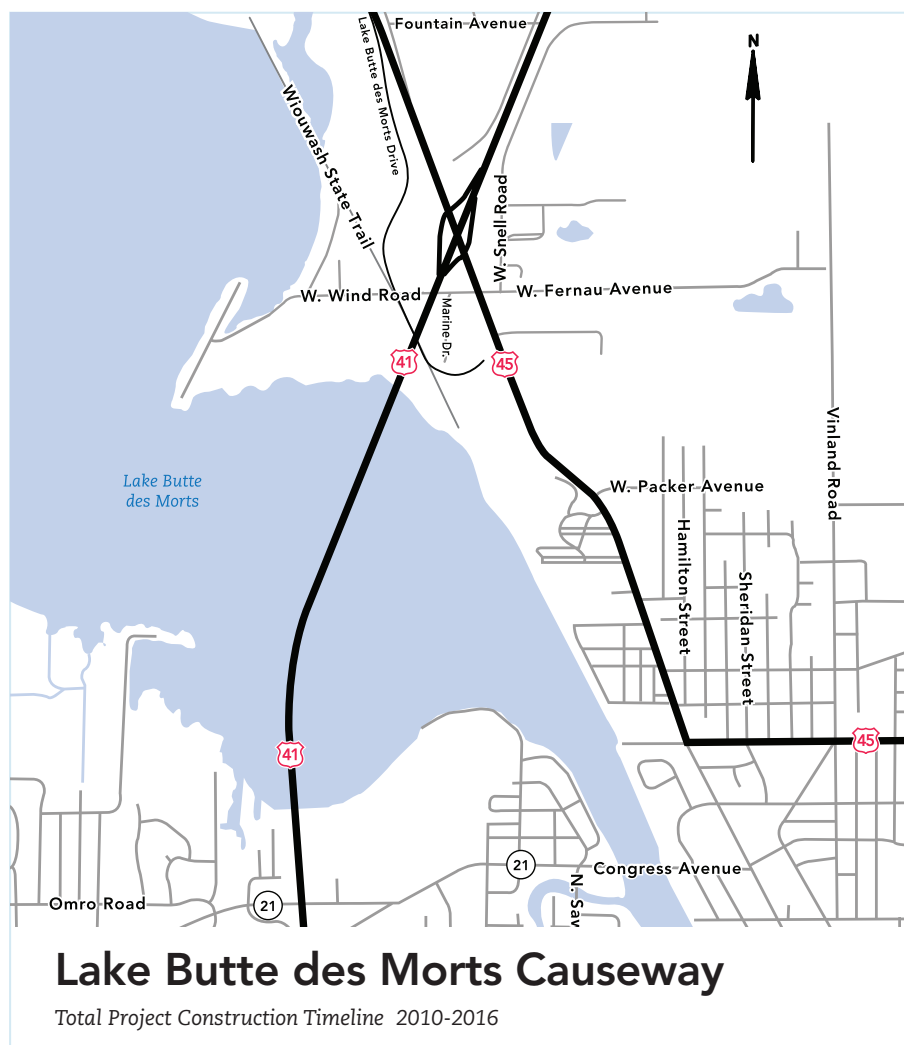 Fountain Avenue
Lake Butte des Morts Drive
N
Wiouwash State Trail
W. Snell Road
W. Wind Road
W. Fernau Avenue
Marine Dr.
41
45
Vinland Road
Lake Butte
des Morts
W. Packer Avenue
Hamilton Street
Sheridan Street
41
45
21
Congress Avenue
N. Saw
Omro Road
21
Lake Butte des Morts Causeway
Total Project Construction Timeline 2010-2016